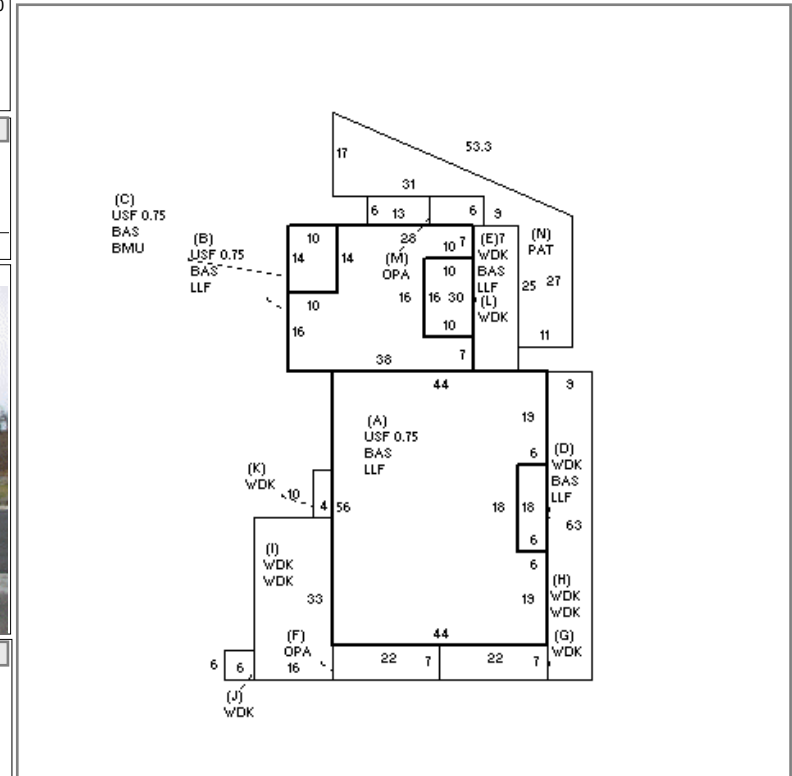 53.3
17
31
6 13 6 9
(C)
USF 0.75
BAS
BMU
(B)
USF 0.75
BAS
LLF
10
14
14
28
10 7
(M)
OPA
(E)7
WDK
BAS
LLF
(L)
WDK
(N)
PAT
25 27
11
10
16 16 30
10
10
16
7
38
44
9
(A)
USF 0.75
BAS
LLF
19
6
(D)
WDK
BAS
LLF
63
(K)
WDK
10
4 56
18 18
6
6
(I)
WDK
WDK
33
19
(H)
WDK
WDK
44
(F)
OPA
16
22 7 22 7
(G)
WDK
6 6
(J)
WDK